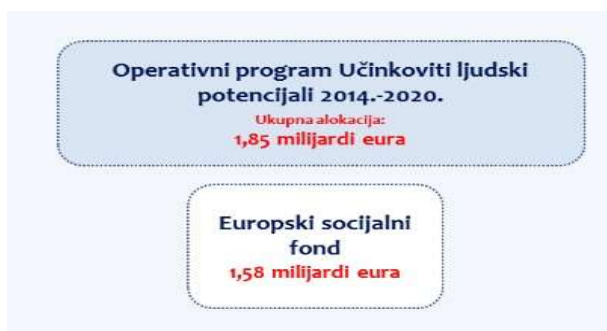 Operativni program Učinkoviti ljudski
potencijali 2014.-2020.
Ukupna alokacija:
1,85 milijardi eura
Europski socijalni
fond
1,58 milijardi eura